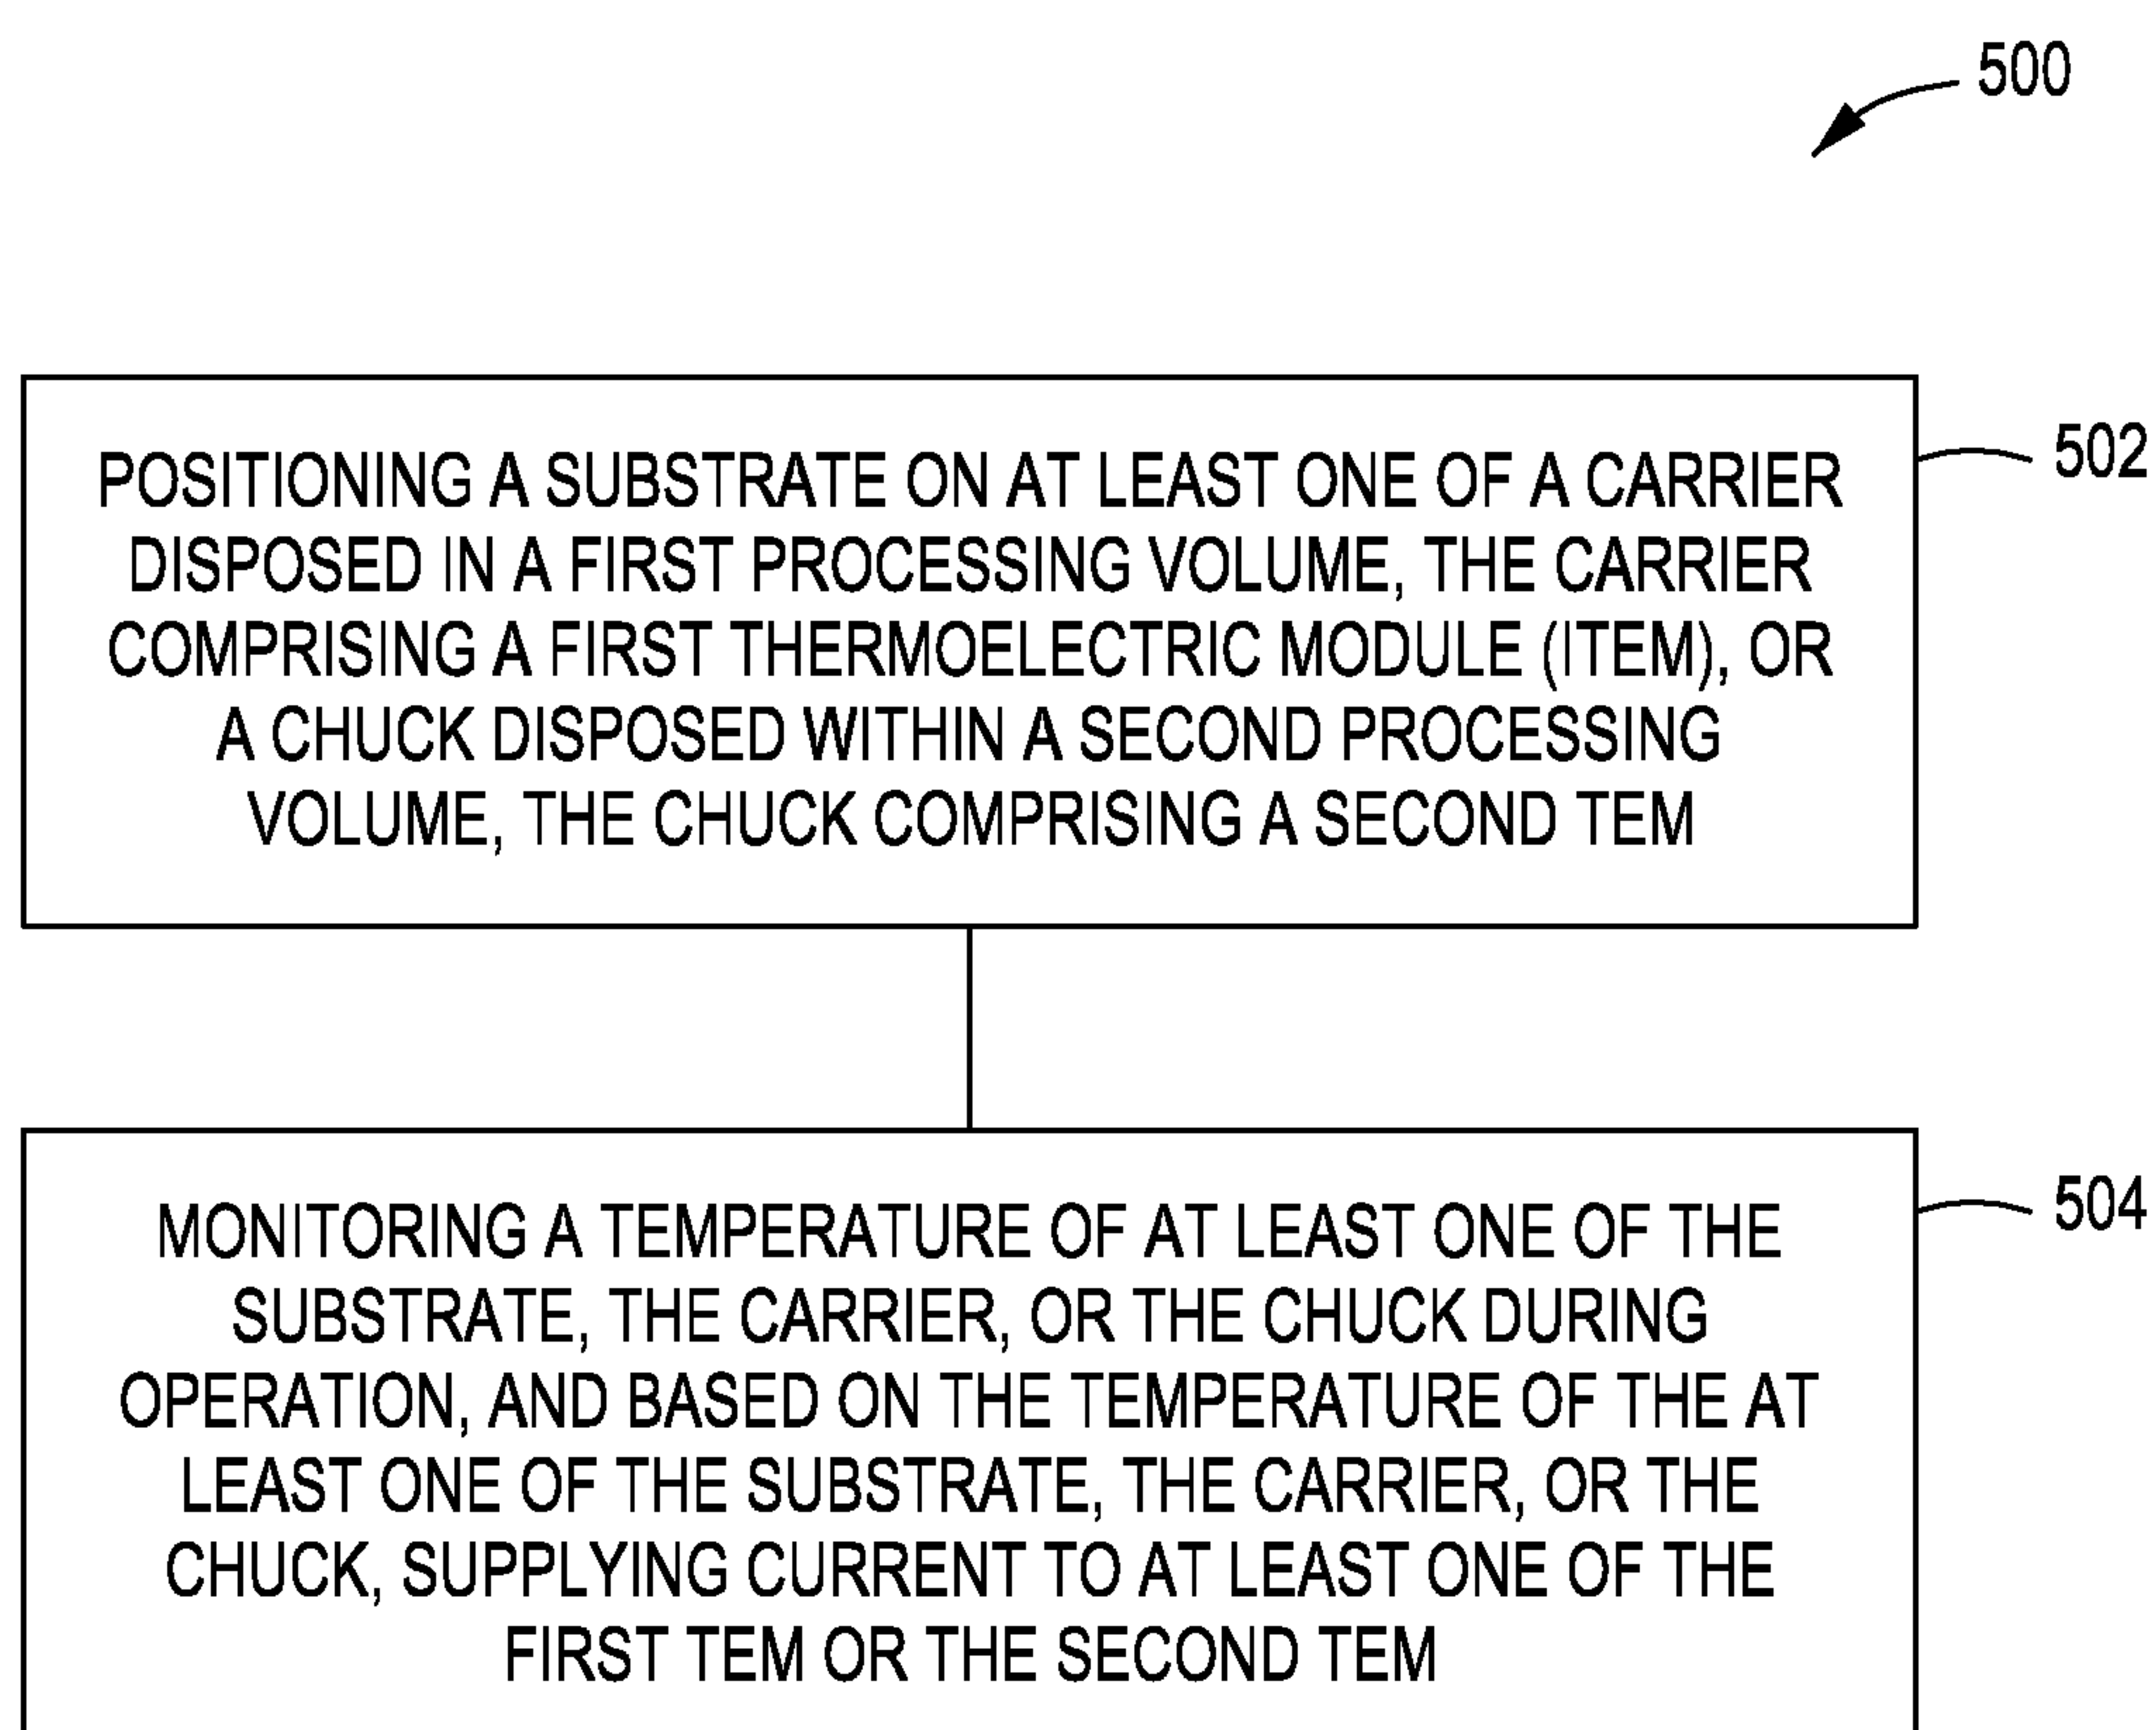 500
POSITIONING A SUBSTRATE ON AT LEAST ONE OF A CARRIER
502
DISPOSED IN A FIRST PROCESSING VOLUME, THE CARRIER
COMPRISING A FIRST THERMOELECTRIC MODULE (ITEM), OR
A CHUCK DISPOSED WITHIN A SECOND PROCESSING
VOLUME, THE CHUCK COMPRISING A SECOND TEM
MONITORING A TEMPERATURE OF AT LEAST ONE OF THE
504
SUBSTRATE, THE CARRIER, OR THE CHUCK DURING
OPERATION, AND BASED ON THE TEMPERATURE OF THE AT
LEAST ONE OF THE SUBSTRATE, THE CARRIER, OR THE
CHUCK, SUPPLYING CURRENT TO AT LEAST ONE OF THE
FIRST TEM OR THE SECOND TEM